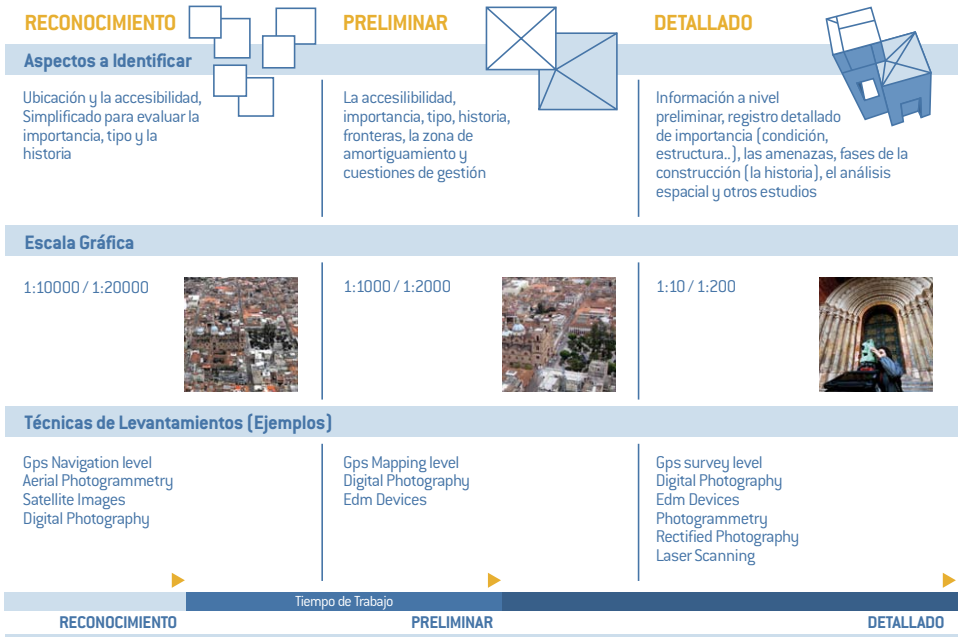 RECONOCIMIENTO
PRELIMINAR
DETALLADO
Aspectos a Identificar
Ubicación y la accesibilidad,
Simplificado para evaluar la
importancia, tipo y la
historia
La accesilibilidad,
importancia, tipo, historia,
fronteras, la zona de
amortiguamiento y
cuestiones de gestión
Información a nivel
preliminar, registro detallado
de importancia (condición,
estructura..), las amenazas, fases de la
construcción (la historia), el análisis
espacial y otros estudios
Escala Gráfica
1:10000 / 1:20000
1:1000 / 1:2000
1:10 / 1:200
Técnicas de Levantamientos (Ejemplos)
Gps Navigation level
Aerial Photogrammetry
Satellite Images
Digital Photography
Gps Mapping level
Digital Photography
Edm Devices
Gps survey level
Digital Photography
Edm Devices
Photogrammetry
Rectified Photography
Laser Scanning
Tiempo de Trabajo
RECONOCIMIENTO
PRELIMINAR
DETALLADO